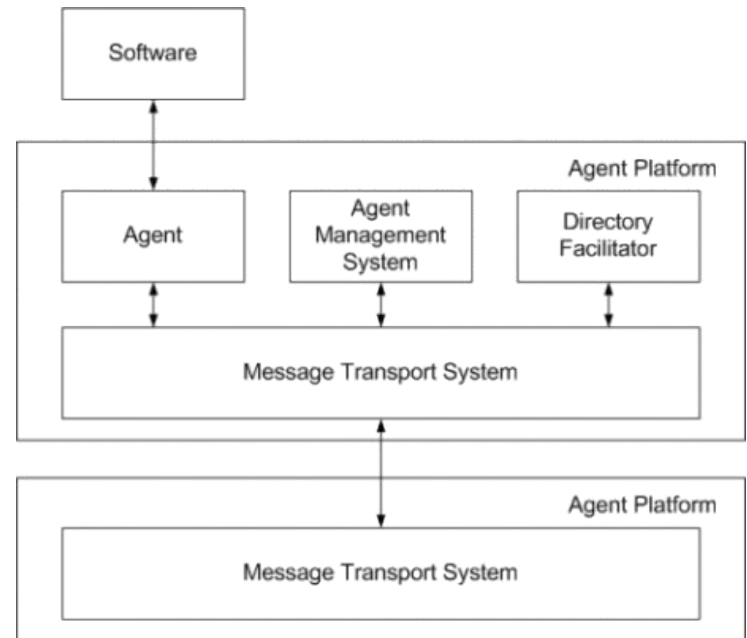 Software
Agent Platform
Agent
Agent
Management
System
Directory
Facilitator
Message Transport System
Agent Platform
Message Transport System